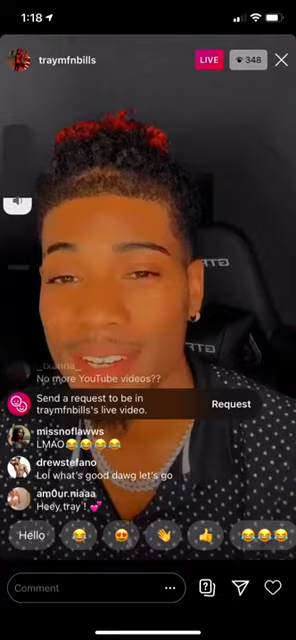 1:18
traymfnbills
LIVE
348
_ixanna_
No more YouTube videos??
Send a request to be in
traymfnbills's live video.
Request
missnoflawws
LMAO😂😂😂😂
drewstefano
Lol what's good dawg let's go
am0ur.niaaa
Heey tray ! 💕
Hello
😂
😍
👋
👍
😂😂😂
Comment